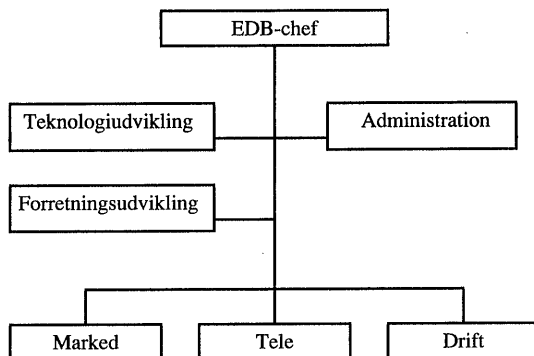 EDB-chef
Teknologiudvikling
Administration
Forretningsudvikling
Marked
Tele
Drift